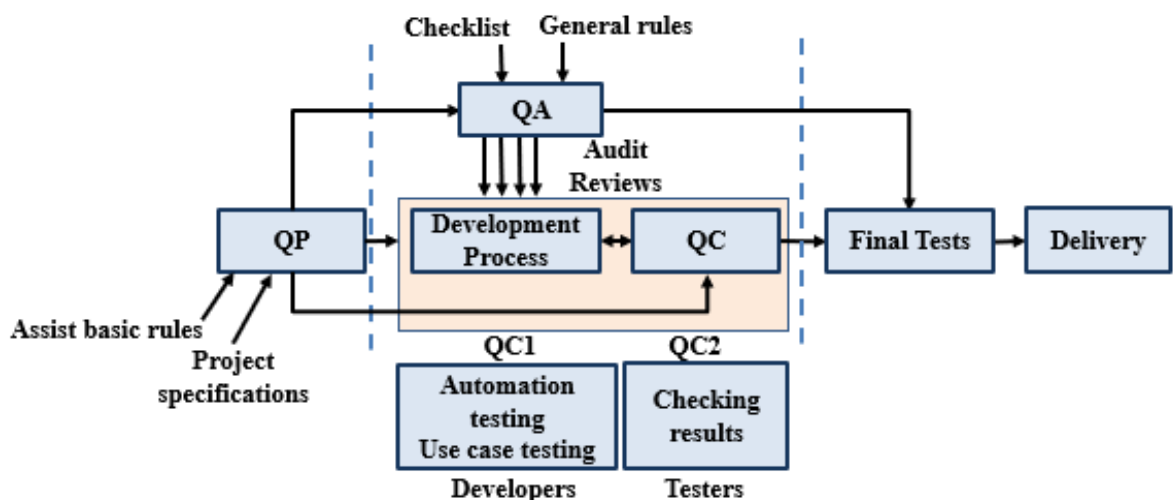 Checklist
General rules
QA
Audit
Reviews
QP
Development
Process
QC
Final Tests
Delivery
Assist basic rules
Project
specifications
QC1
QC2
Automation
testing
Use case testing
Checking
results
Developers
Testers